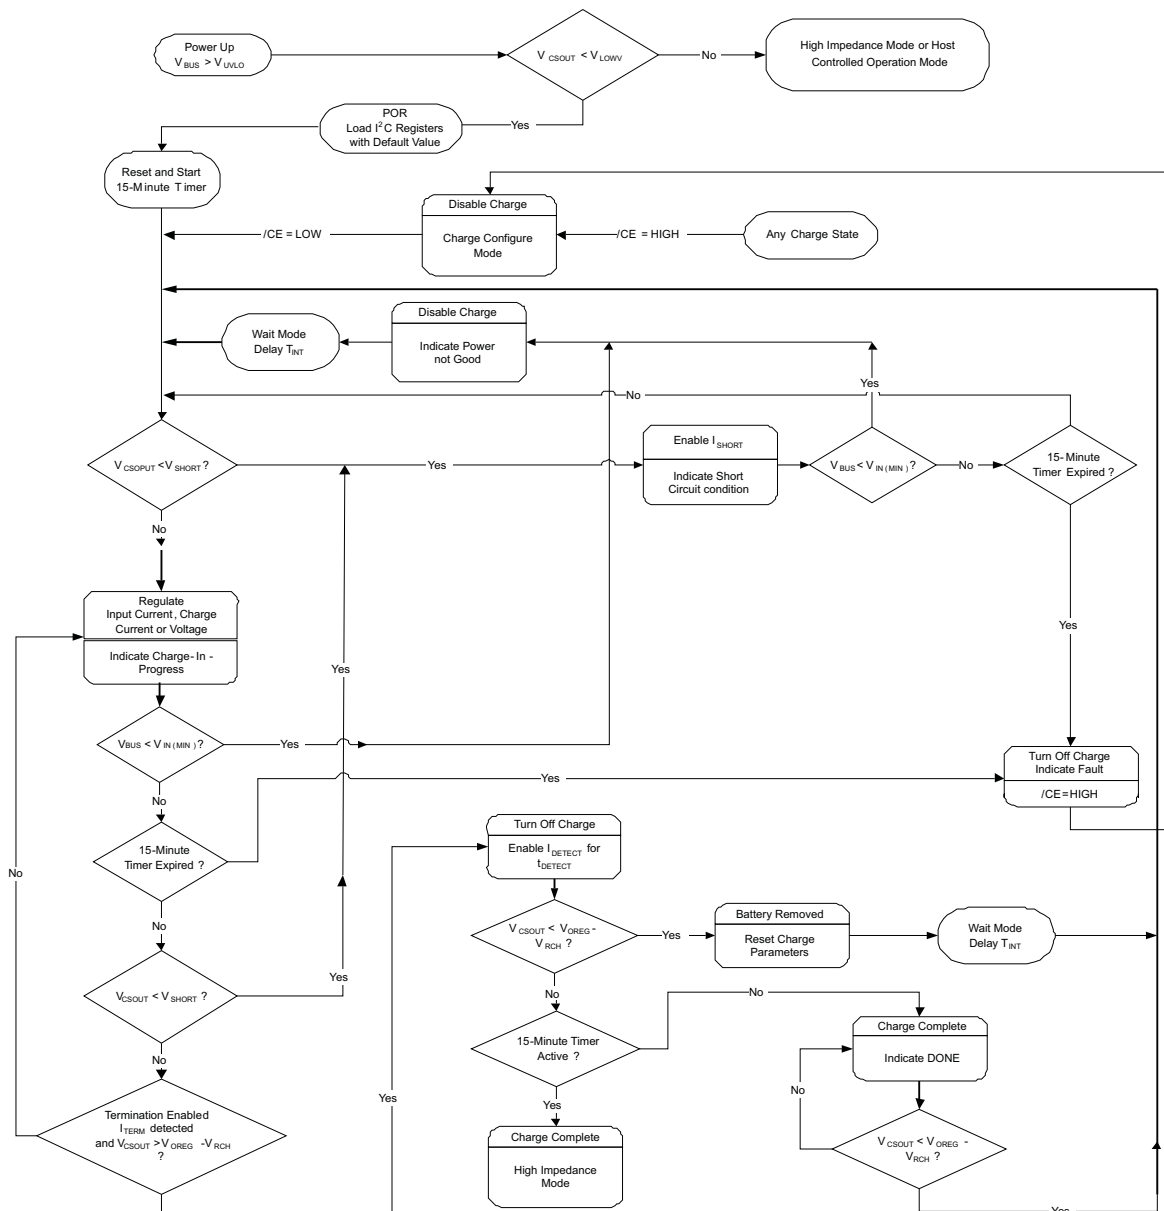 Power Up
V BUS > V UVLO
V CSOUT < V LOWV
No
High Impedance Mode or Host
Controlled Operation Mode
Yes
POR
Load I2C Registers
with Default Value
Reset and Start
15-Minute Timer
Disable Charge
Charge Configure
Mode
/CE = LOW
/CE = HIGH
Any Charge State
Disable Charge
Indicate Power
not Good
Wait Mode
Delay TINT
Yes
No
V CSOPUT < V SHORT ?
Yes
Enable I SHORT
Indicate Short
Circuit condition
V BUS < V IN (MIN) ?
No
15-Minute
Timer Expired ?
No
Regulate
Input Current, Charge
Current or Voltage
Indicate Charge-In-
Progress
Yes
Yes
VBUS < V IN (MIN) ?
Yes
Turn Off Charge
Indicate Fault
/CE=HIGH
Yes
No
15-Minute
Timer Expired ?
No
Turn Off Charge
Enable I DETECT for
tDETECT
No
V CSOUT < V OREG -
V RCH ?
Yes
Battery Removed
Reset Charge
Parameters
Wait Mode
Delay TINT
VCSOUT < V SHORT ?
Yes
No
No
15-Minute Timer
Active ?
Charge Complete
Indicate DONE
No
No
Yes
Yes
Termination Enabled
ITERM detected
and VCSOUT > V OREG - V RCH
?
Charge Complete
High Impedance
Mode
V CSOUT < V OREG -
VRCH ?
Yes